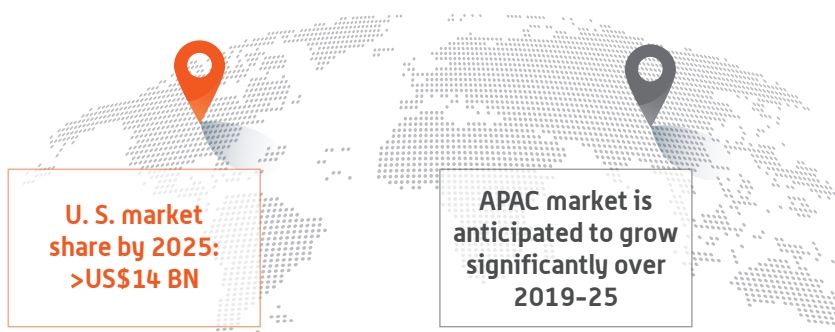 U. S. market
share by 2025:
>US$14 BN
APAC market is
anticipated to grow
significantly over
2019-25